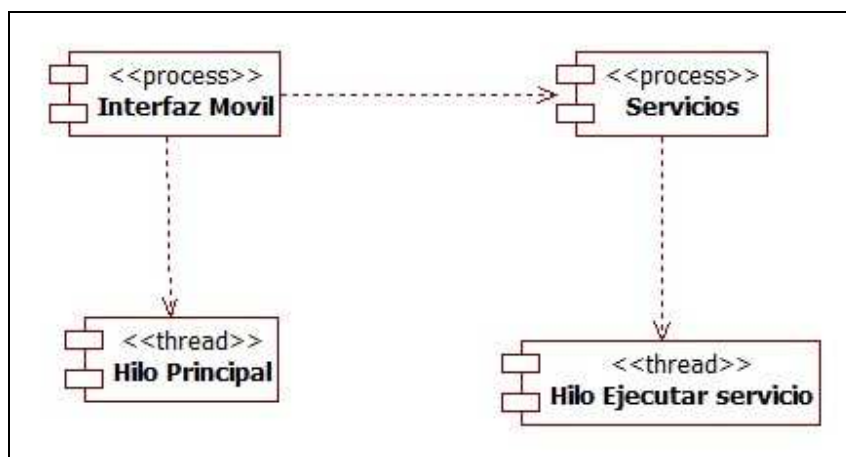 <<process>>
Interfaz Movil
<<process>>
Servicios
<<thread>>
Hilo Principal
<<thread>>
Hilo Ejecutar servicio